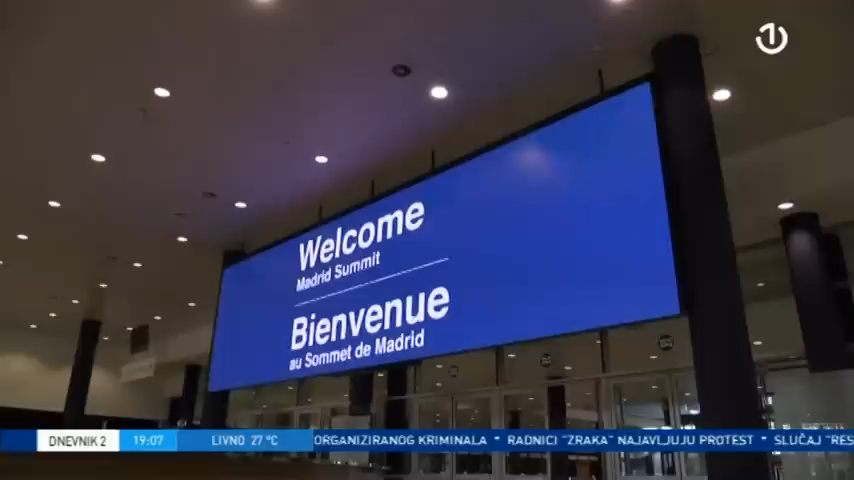 Welcome
Madrid Summit
Bienvenue
au Sommet de Madrid
DNEVNIK 2 19:07 LIVNO 27 °C ORGANIZIRANOG KRIMINALA * RADNICI "ZRAKA" NAJAVLJUJU PROTEST * SLUČAJ "RES